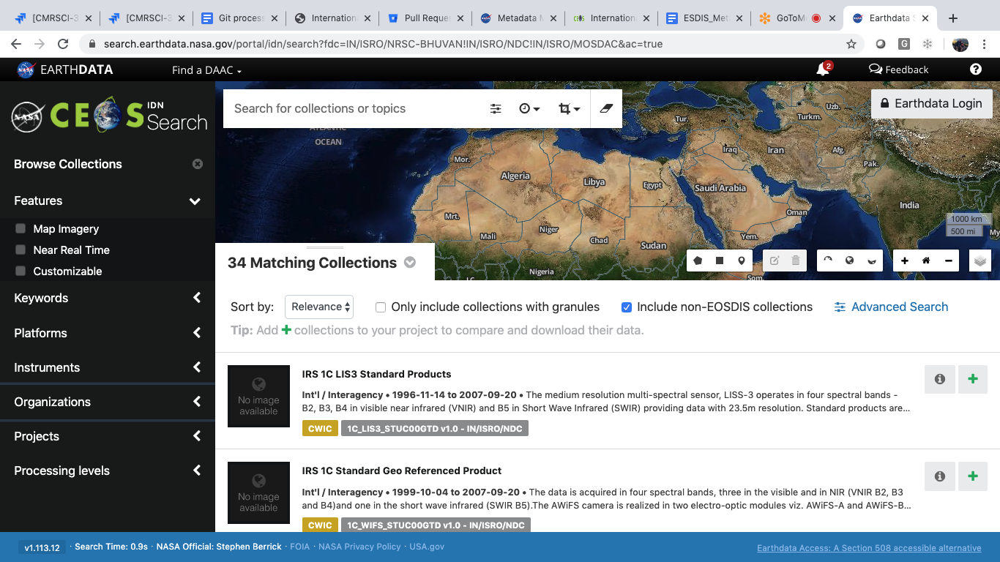 [CMRSCI-3
[CMRSCI-3
Git proces
Internation
Pull Reque
Metadata M
Internation
ESDIS_Met
GoToM
Earthdata S
search.earthdata.nasa.gov/portal/idn/search?fdc=IN/ISRO/NRSC-BHUVAN!IN/ISRO/NDC!IN/ISRO/MOSDAC&ac=true
NASA EARTHDATA
Find a DAAC
2
Feedback
NASA CEOS IDN Search
Search for collections or topics
Earthdata Login
ATLANTIC
OCEAN
Tur.
Uzb.
Turkm.
Mor.
Algeria
Libya
Egypt
Iraq
Iran
Afg.
Pak.
Saudi Arabia
India
Oman
Mrt.
Mali
Niger
Chad
Sudan
Yem.
Nigeria
Som.
1000 km
500 mi
My
Browse Collections
Features
Map Imagery
Near Real Time
Customizable
Keywords
Platforms
Instruments
Organizations
Projects
Processing levels
34 Matching Collections
Sort by: Relevance Only include collections with granules Include non-EOSDIS collections Advanced Search
Tip: Add + collections to your project to compare and download their data.
No image available
IRS 1C LIS3 Standard Products
Int'l / Interagency • 1996-11-14 to 2007-09-20 • The medium resolution multi-spectral sensor, LISS-3 operates in four spectral bands -
B2, B3, B4 in visible near infrared (VNIR) and B5 in Short Wave Infrared (SWIR) providing data with 23.5m resolution. Standard products are...
CWIC 1C_LIS3_STUC00GTD v1.0 - IN/ISRO/NDC
No image available
IRS 1C Standard Geo Referenced Product
Int'l / Interagency • 1999-10-04 to 2007-09-20 • The data is acquired in four spectral bands, three in the visible and in NIR (VNIR B2, B3
and B4)and one in the short wave infrared (SWIR B5).The AWiFS camera is realized in two electro-optic modules viz. AWiFS-A and AWiFS-B...
CWIC 1C_WIFS_STUC00GTD v1.0 - IN/ISRO/NDC
v1.113.12 · Search Time: 0.9s · NASA Official: Stephen Berrick · FOIA · NASA Privacy Policy · USA.gov
Earthdata Access: A Section 508 accessible alternative